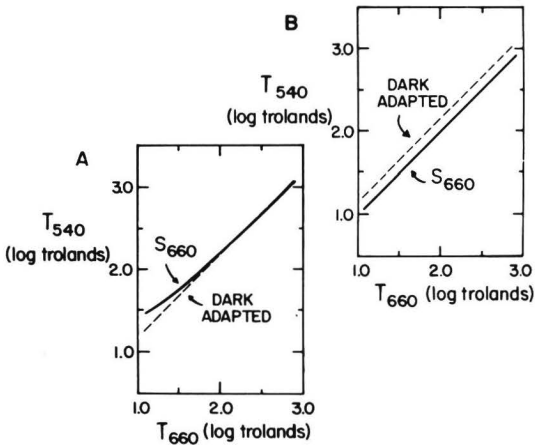 B
3.0
T540
(log trolands)
DARK
ADAPTED
2.0
S660
1.0
1.0 2.0 3.0
T660 (log trolands)
A
3.0
T540
(log trolands)
S660
2.0
DARK
ADAPTED
1.0
1.0 2.0 3.0
T660 (log trolands)